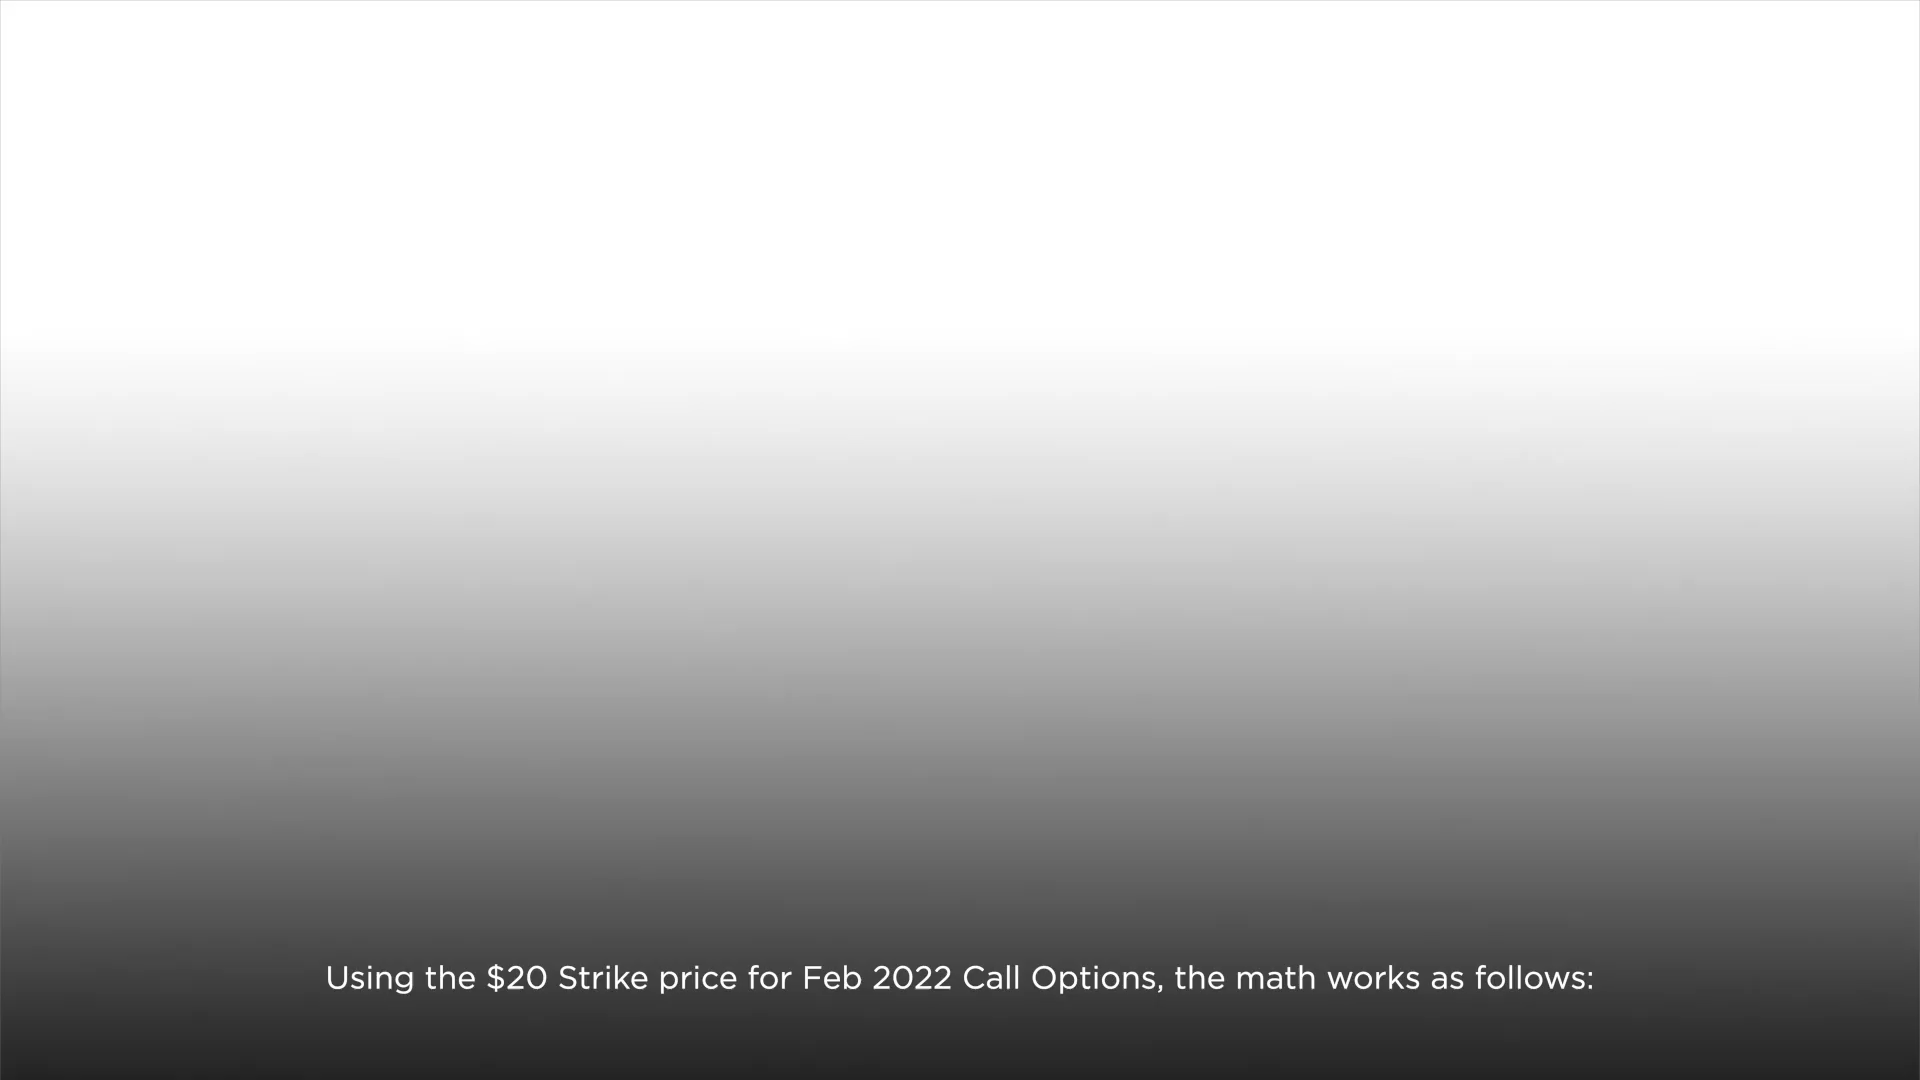 Using the $20 Strike price for Feb 2022 Call Options, the math works as follows: